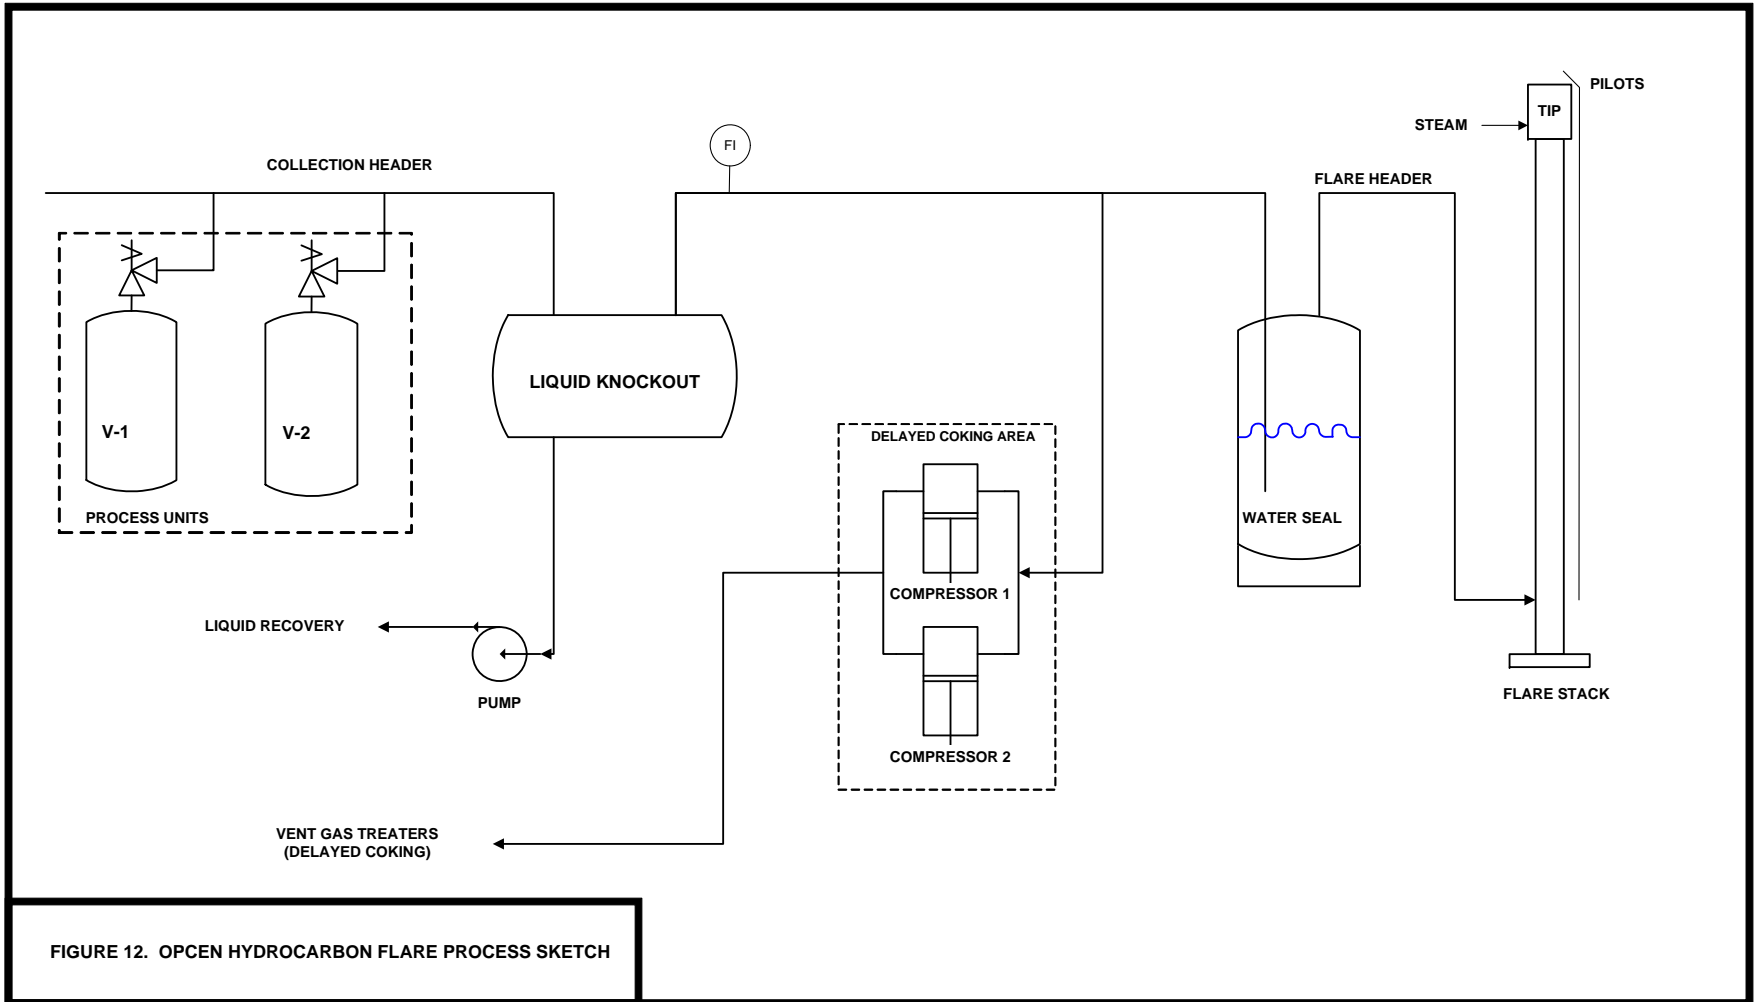 PILOTS
TIP
STEAM
FI
COLLECTION HEADER
FLARE HEADER
LIQUID KNOCKOUT
V-1
V-2
DELAYED COKING AREA
PROCESS UNITS
WATER SEAL
COMPRESSOR 1
LIQUID RECOVERY
PUMP
FLARE STACK
COMPRESSOR 2
VENT GAS TREATERS
(DELAYED COKING)
FIGURE 12. OPCEN HYDROCARBON FLARE PROCESS SKETCH